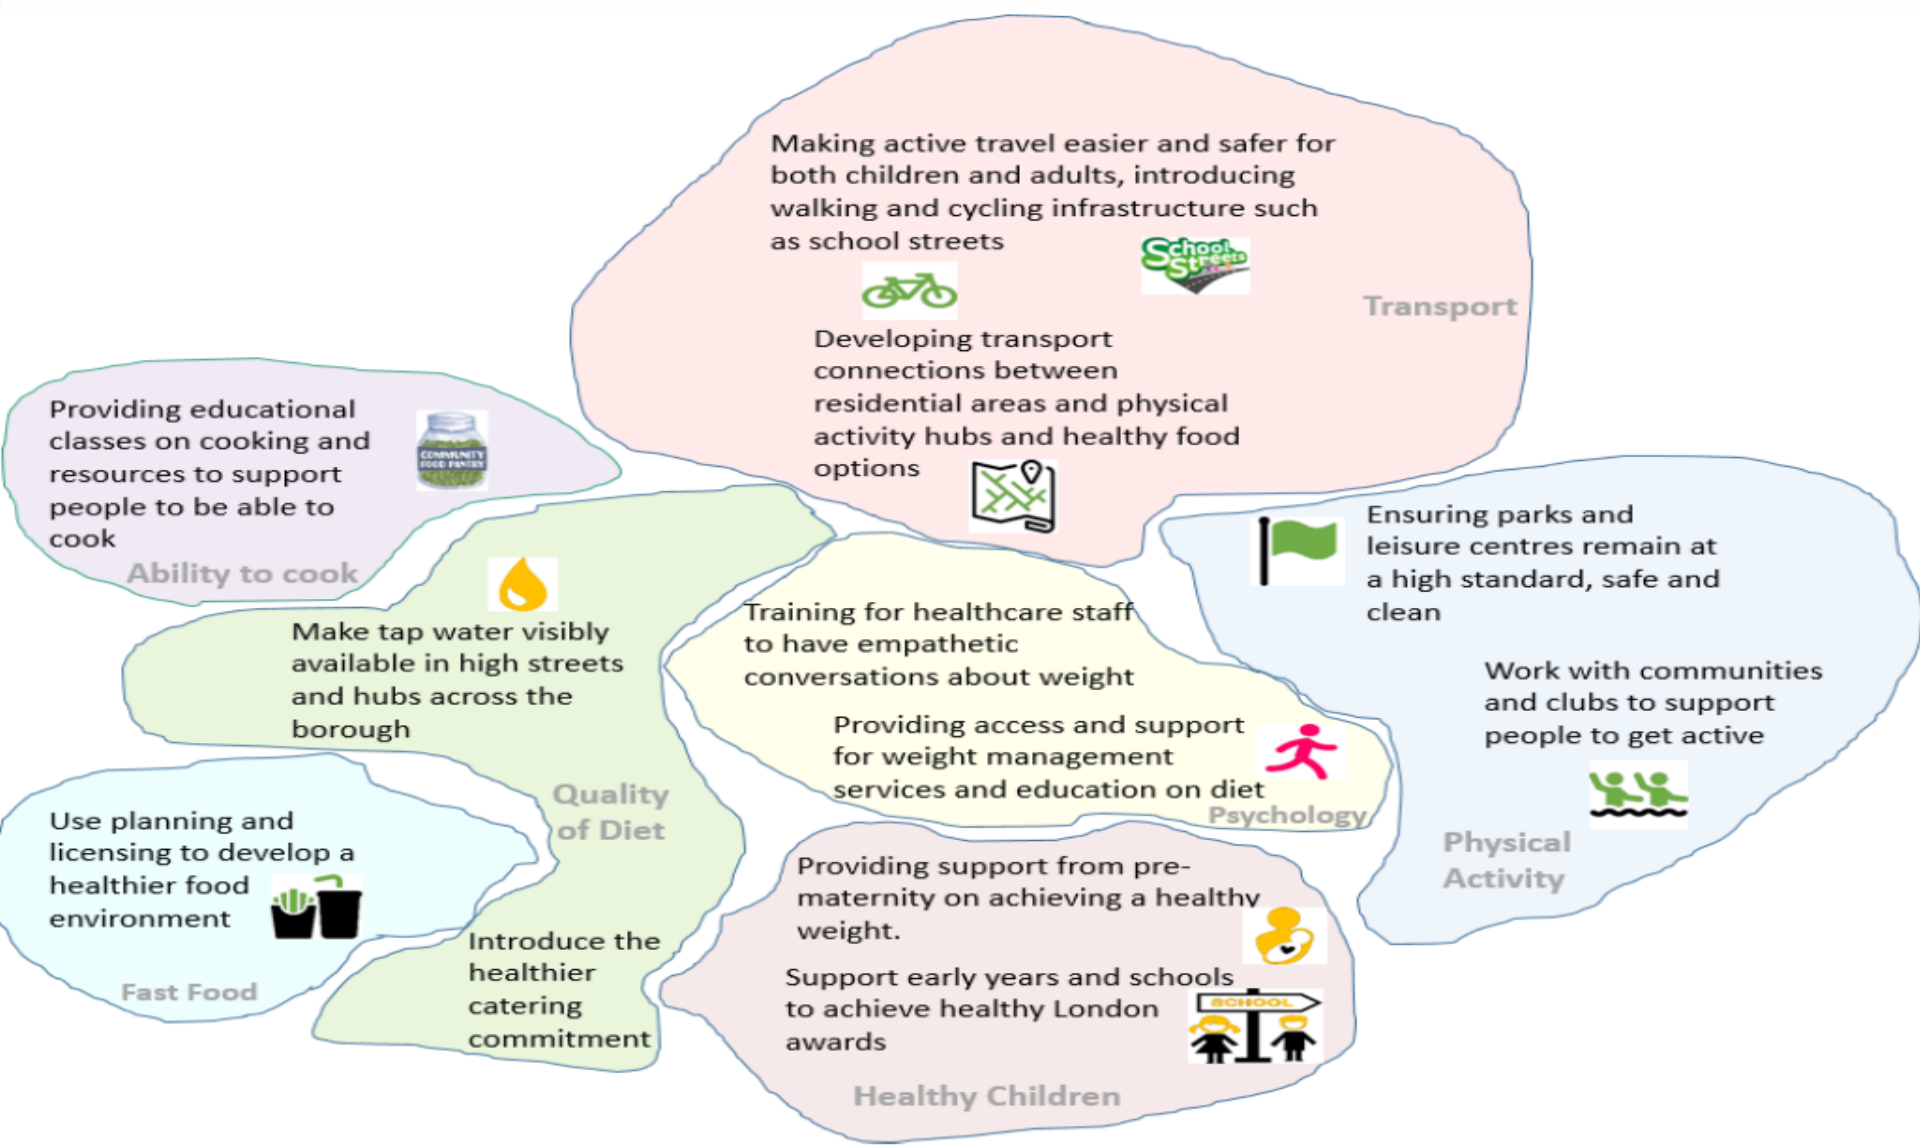 Making active travel easier and safer for
both children and adults, introducing
walking and cycling infrastructure such
as school streets
School
Streets
Transport
Developing transport
connections between
residential areas and physical
activity hubs and healthy food
options
Providing educational
classes on cooking and
resources to support
people to be able to
cook
COMMUNITY
FOOD PANTRY
Ability to cook
Make tap water visibly
available in high streets
and hubs across the
borough
Quality
of Diet
Introduce the
healthier
catering
commitment
Training for healthcare staff
to have empathetic
conversations about weight
Providing access and support
for weight management
services and education on diet
Psychology
Ensuring parks and
leisure centres remain at
a high standard, safe and
clean
Work with communities
and clubs to support
people to get active
Physical
Activity
Use planning and
licensing to develop a
healthier food
environment
Fast Food
Providing support from pre-
maternity on achieving a healthy
weight.
Support early years and schools
to achieve healthy London
awards
SCHOOL
Healthy Children